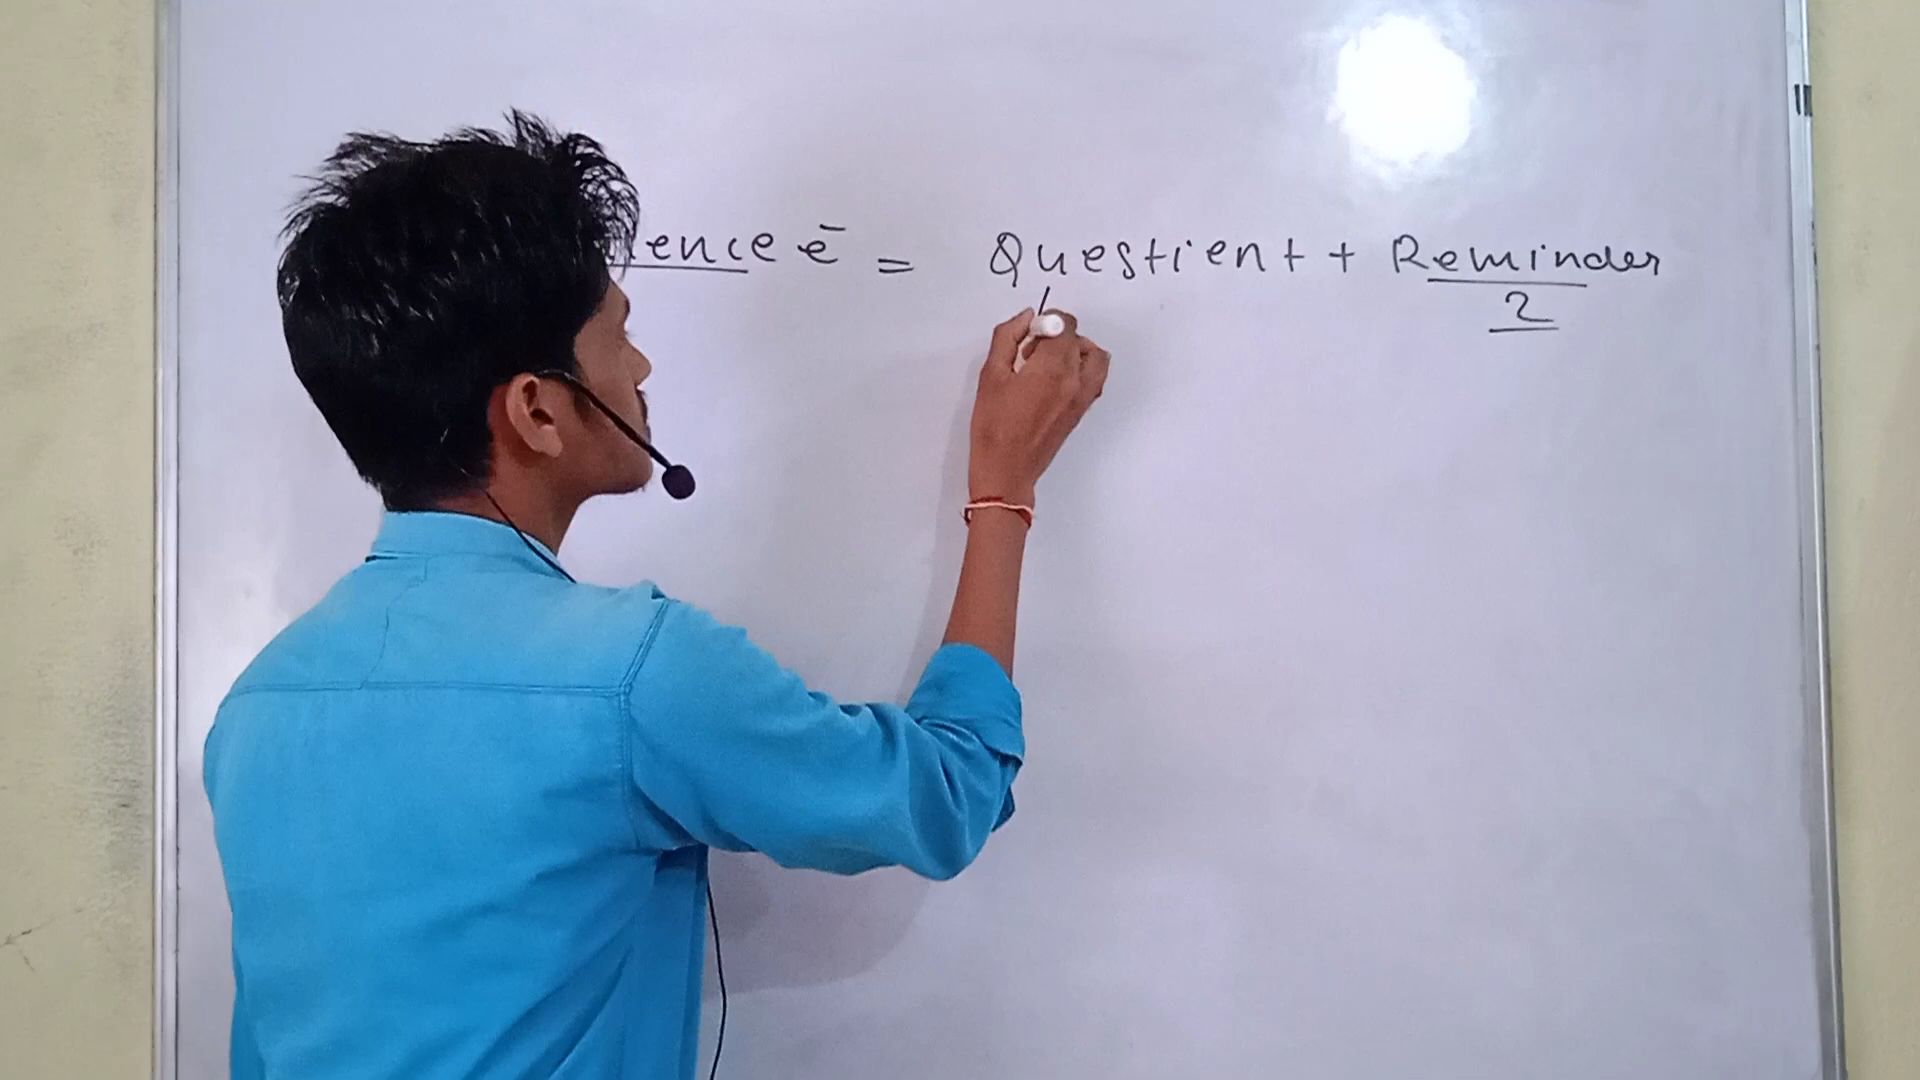 ence ē = Questient + Reminder
2